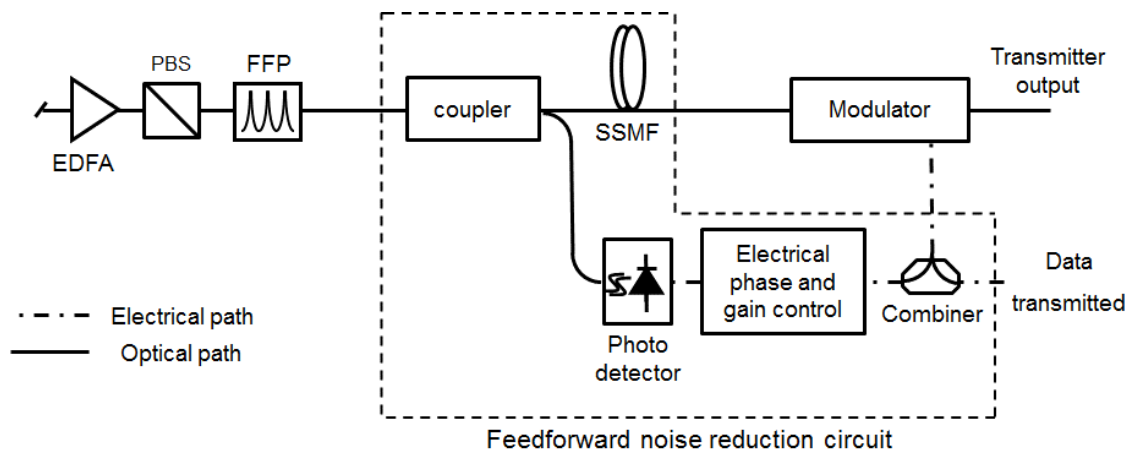 PBS
FFP
EDFA
coupler
SSMF
Modulator
Transmitter
output
Photo
detector
Electrical
phase and
gain control
Combiner
Data
transmitted
Electrical path
Optical path
Feedforward noise reduction circuit